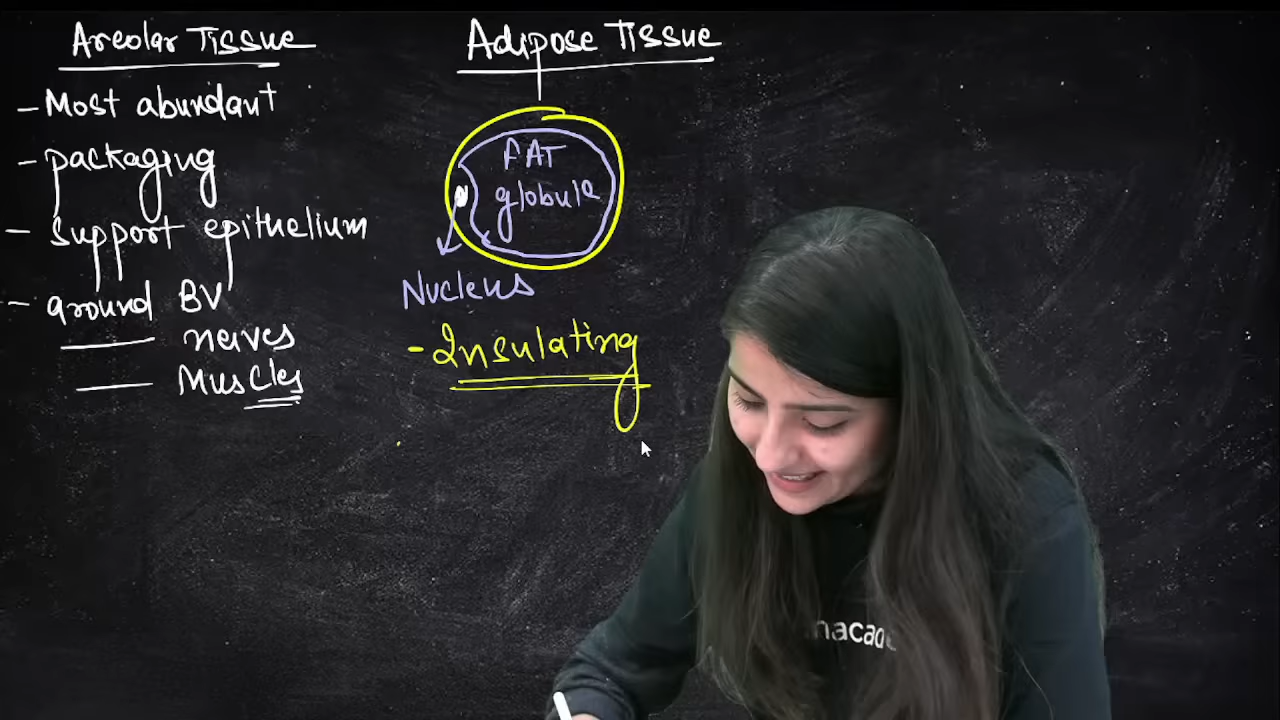 Areolar Tissue
- Most abundant
- packaging
- support epithelium
- around BV
nerves
Muscles
Adipose Tissue
FAT
globule
Nucleus
- Insulating